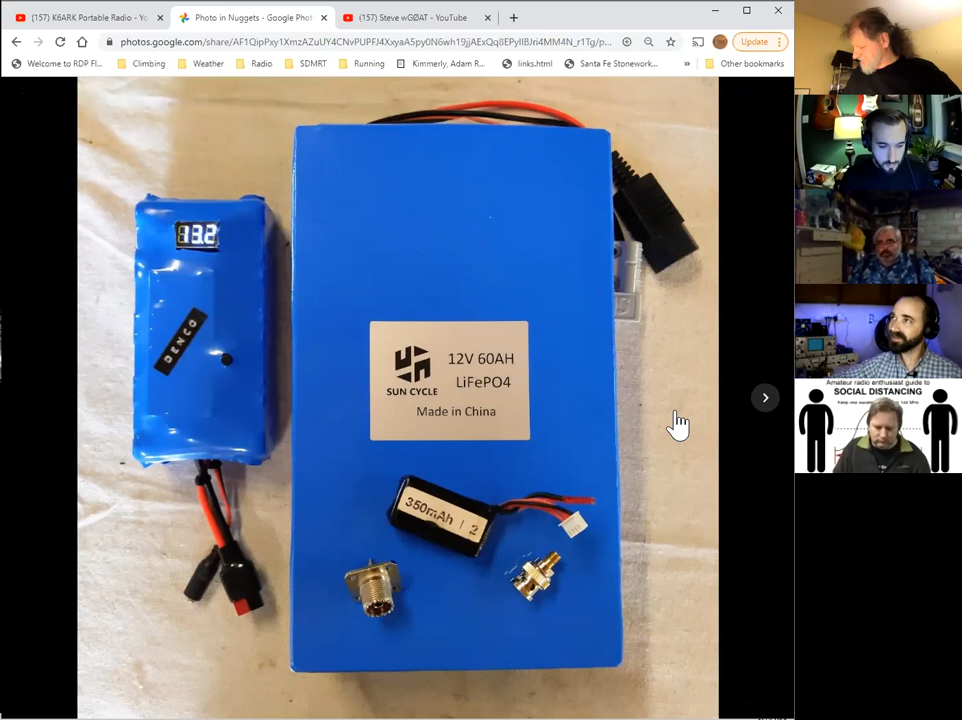 (157) K6ARK Portable Radio - Yo
Photo in Nuggets - Google Phot
(157) Steve wGØAT - YouTube
photos.google.com/share/AF1QipPxy1XmzAZuUY4CNvPUPFJ4XxyaA5py0N6wh19jjAExQq8EPyIIBJri4MM4N_r1Tg/p...
Update
Welcome to RDP Fl...
Climbing
Weather
Radio
SDMRT
Running
Kimmerly, Adam R...
links.html
Santa Fe Stonework...
»
Other bookmarks
13.2
DENCO
12V 60AH
LiFePO4
SUN CYCLE
Made in China
350mAh / 2
Amateur radio enthusiast guide to
SOCIAL DISTANCING